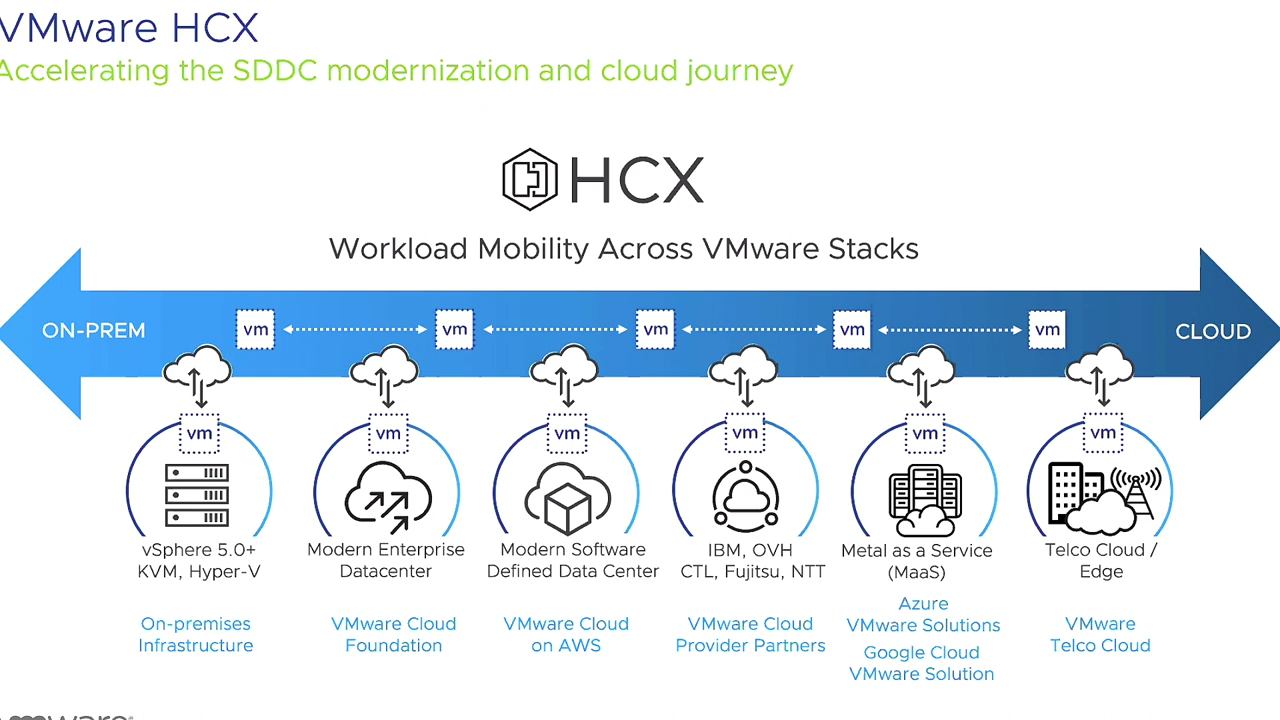 VMware HCX
Accelerating the SDDC modernization and cloud journey
HCX
Workload Mobility Across VMware Stacks
ON-PREM
vm
vm
vm
vm
vm
CLOUD
vm
vm
vm
vm
vm
vm
vSphere 5.0+
KVM, Hyper-V
Modern Enterprise
Datacenter
Modern Software
Defined Data Center
IBM, OVH
CTL, Fujitsu, NTT
Metal as a Service
(MaaS)
Telco Cloud /
Edge
On-premises
Infrastructure
VMware Cloud
Foundation
VMware Cloud
on AWS
VMware Cloud
Provider Partners
Azure
VMware Solutions
Google Cloud
VMware Solution
VMware
Telco Cloud
vmware